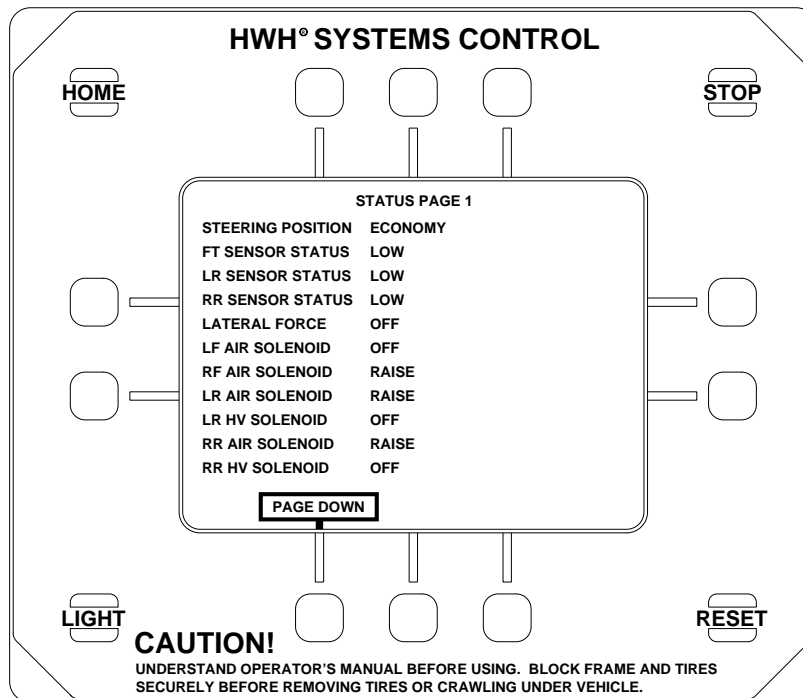 HWH® SYSTEMS CONTROL
HOME
STOP
STATUS PAGE 1
STEERING POSITION ECONOMY
FT SENSOR STATUS LOW
LR SENSOR STATUS LOW
RR SENSOR STATUS LOW
LATERAL FORCE OFF
LF AIR SOLENOID OFF
RF AIR SOLENOID RAISE
LR AIR SOLENOID RAISE
LR HV SOLENOID OFF
RR AIR SOLENOID RAISE
RR HV SOLENOID OFF
PAGE DOWN
LIGHT
RESET
CAUTION!
UNDERSTAND OPERATOR'S MANUAL BEFORE USING. BLOCK FRAME AND TIRES
SECURELY BEFORE REMOVING TIRES OR CRAWLING UNDER VEHICLE.